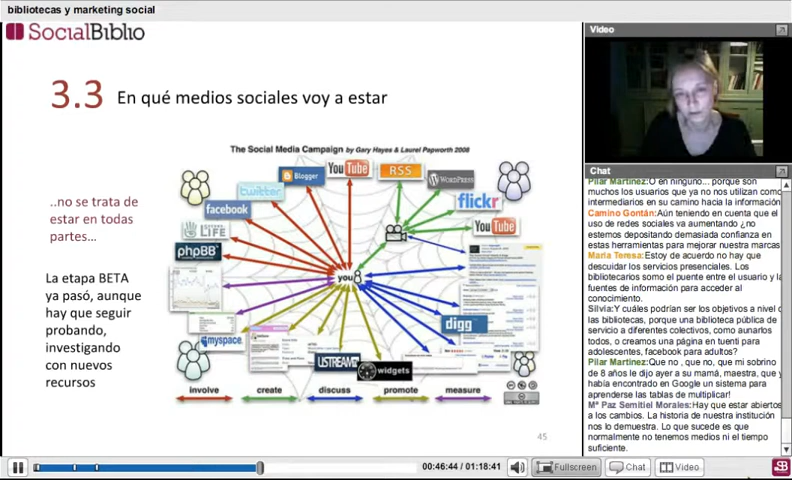 bibliotecas y marketing social
SocialBiblio
3.3 En qué medios sociales voy a estar
..no se trata de
estar en todas
partes...
La etapa BETA
ya pasó, aunque
hay que seguir
probando,
investigando
con nuevos
recursos
The Social Media Campaign by Gary Hayes & Laurel Papworth 2008
YouTube
RSS
Blogger
WORDPRESS
twitter
flickr
facebook
YouTube
LIFE
phpBB
you
digg
myspace
USTREAM
widgets
involve create discuss promote measure
45
Video
Chat
Pilar Martínez:O en ninguno... porque son
muchos los usuarios que ya no nos utilizan como
intermediarios en su camino hacia la información
Camino Gontán:Aún teniendo en cuenta que el
uso de redes sociales va aumentando ¿no
estemos depositando demasiada confianza en
estas herramientas para mejorar nuestra marcas
Maria Teresa:Estoy de acuerdo no hay que
descuidar los servicios presenciales. Los
bibliotecarios somo el puente entre el usuario y la
fuentes de información para acceder al
conocimiento.
Silvia:Y cuáles podrían ser los objetivos a nivel d
las bibliotecas, porque una biblioteca pública de
servicio a diferentes colectivos, como aunarlos
todos, o creamos una página en tuenti para
adolescentes, facebook para adultos?
Pilar Martínez:Que no , que no, que mi sobrino
de 8 años le dijo ayer a su mamá, maestra, que y
había encontrado en Google un sistema para
aprenderse las tablas de multiplicar!
Mª Paz Semitiel Morales:Hay que estar abiertos
a los cambios. La historia de nuestra institución
nos lo demuestra. Lo que sucede es que
normalmente no tenemos medios ni el tiempo
suficiente.
00:46:44 / 01:18:41
Fullscreen
Chat
Video
SB